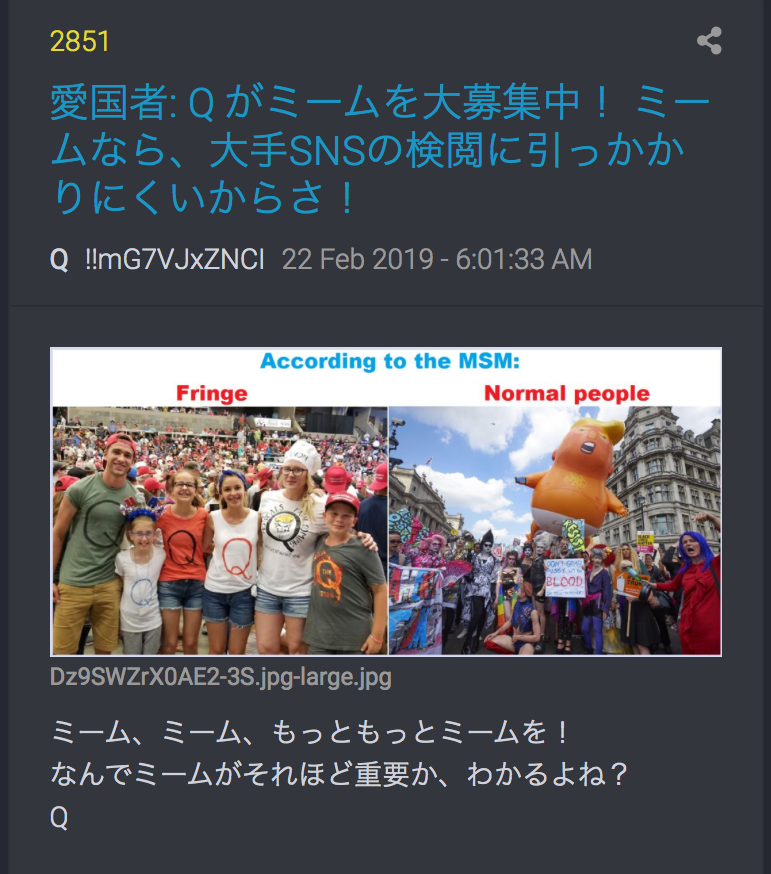 2851
愛国者: Q がミームを大募集中！ ミー
ムなら、大手SNSの検閲に引っかか
りにくいからさ！
Q !!mG7VJxZNCI 22 Feb 2019 - 6:01:33 AM
According to the MSM:
Fringe
Normal people
Q
Q
Q
Q
Q
BLOOD
Dz9SWZrX0AE2-3S.jpg-large.jpg
ミーム、ミーム、もっともっとミームを！
なんでミームがそれほど重要か、わかるよね？
Q